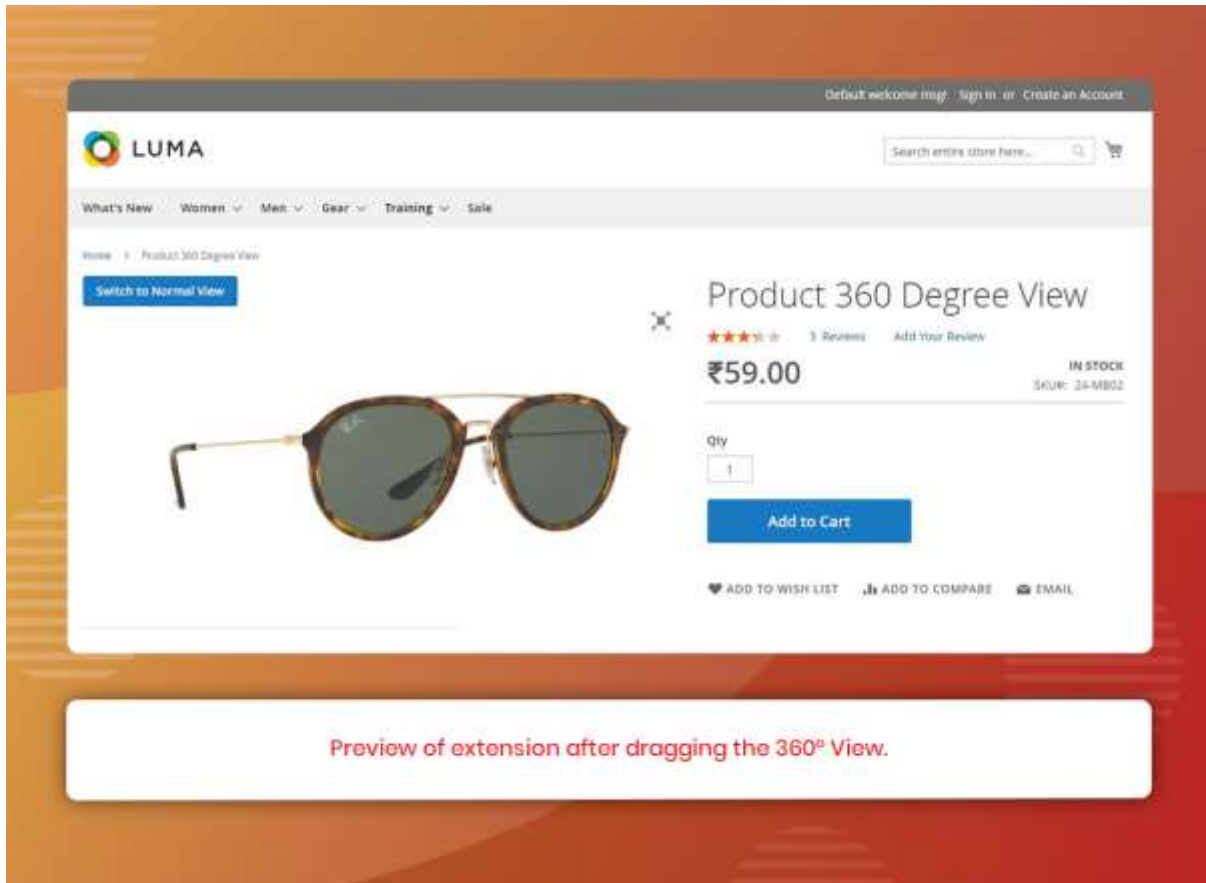 Default welcome msg! Sign In or Create an Account
LUMA
Search entire store here...
What's New Women Men Gear Training Sale
Home > Product 360 Degree View
Switch to Normal View
Product 360 Degree View
3 Reviews Add Your Review
₹59.00
IN STOCK
SKU#: 24-MB02
Qty
1
Add to Cart
ADD TO WISH LIST ADD TO COMPARE EMAIL
Preview of extension after dragging the 360° View.